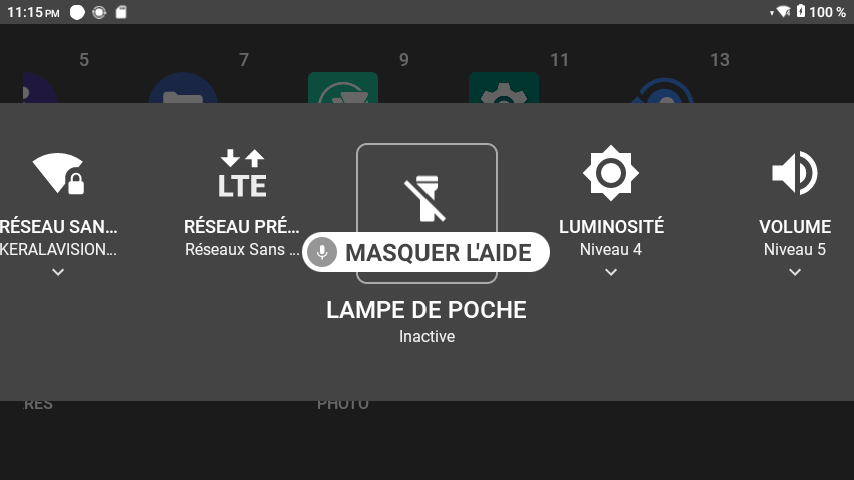 11:15 PM
100 %
5
7
9
11
13
RÉSEAU SAN...
KERALAVISION...
LTE
RÉSEAU PRÉ...
Réseaux Sans ...
MASQUER L'AIDE
LAMPE DE POCHE
Inactive
LUMINOSITÉ
Niveau 4
VOLUME
Niveau 5
RES
PHOTO